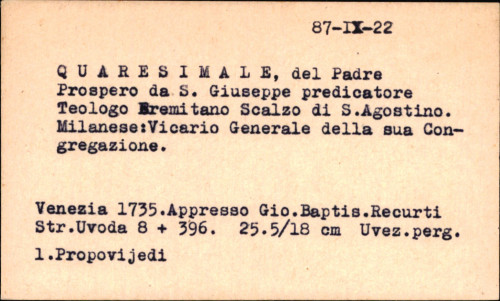 87-IX-22
Q U A R E S I M A L E, del Padre
Prospero da S. Giuseppe predicatore
Teologo Eremitano Scalzo di S.Agostino.
Milanese:Vicario Generale della sua Con-
gregazione.
Venezia 1735.Appresso Gio.Baptis.Recurti
Str.Uvoda 8 + 396. 25.5/18 cm Uvez.perg.
1.Propovijedi